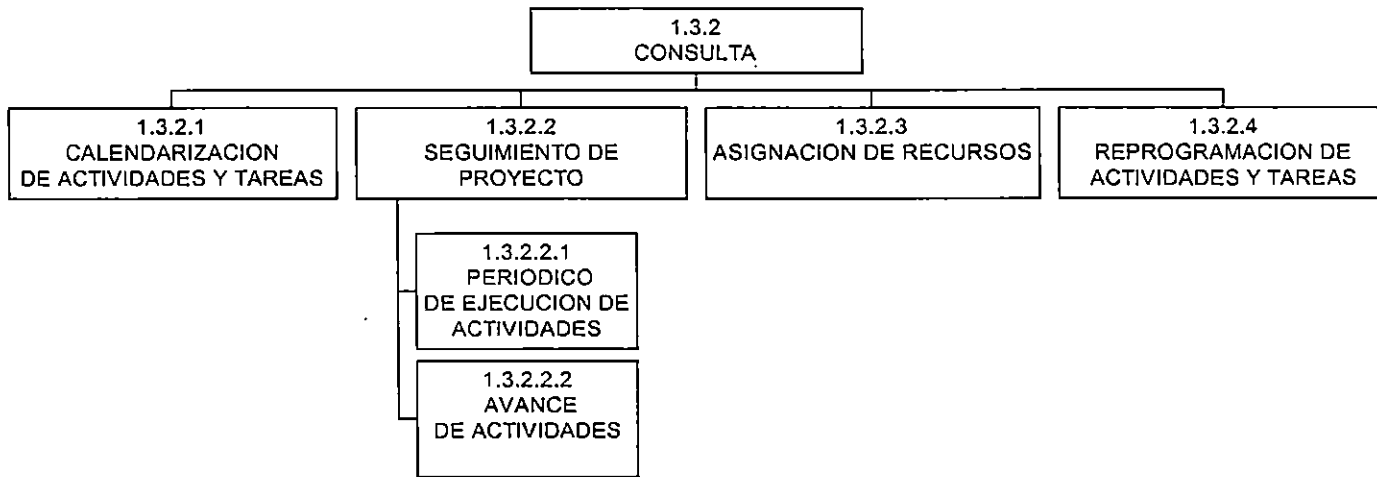 1.3.2
CONSULTA
1.3.2.1
CALENDARIZACION
DE ACTIVIDADES Y TAREAS
1.3.2.2
SEGUIMIENTO DE
PROYECTO
1.3.2.3
ASIGNACION DE RECURSOS
1.3.2.4
REPROGRAMACION DE
ACTIVIDADES Y TAREAS
1.3.2.2.1
PERIODICO
DE EJECUCION DE
ACTIVIDADES
1.3.2.2.2
AVANCE
DE ACTIVIDADES